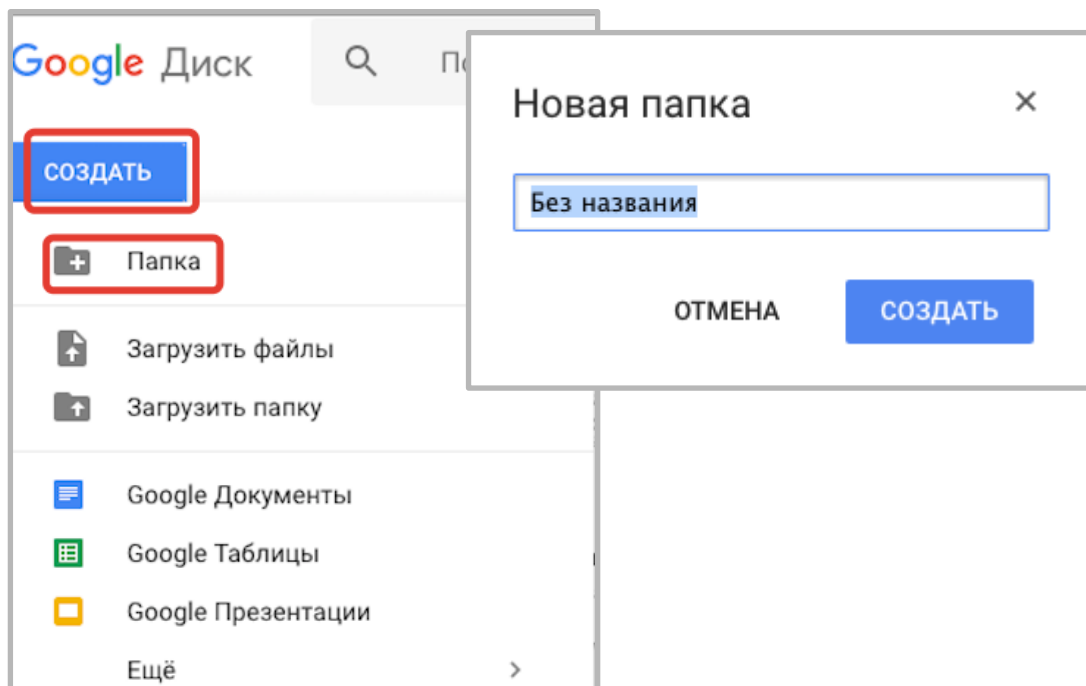 Google Диск
СОЗДАТЬ
Папка
Загрузить файлы
Загрузить папку
Google Документы
Google Таблицы
Google Презентации
Ещё
Новая папка
Без названия
ОТМЕНА
СОЗДАТЬ